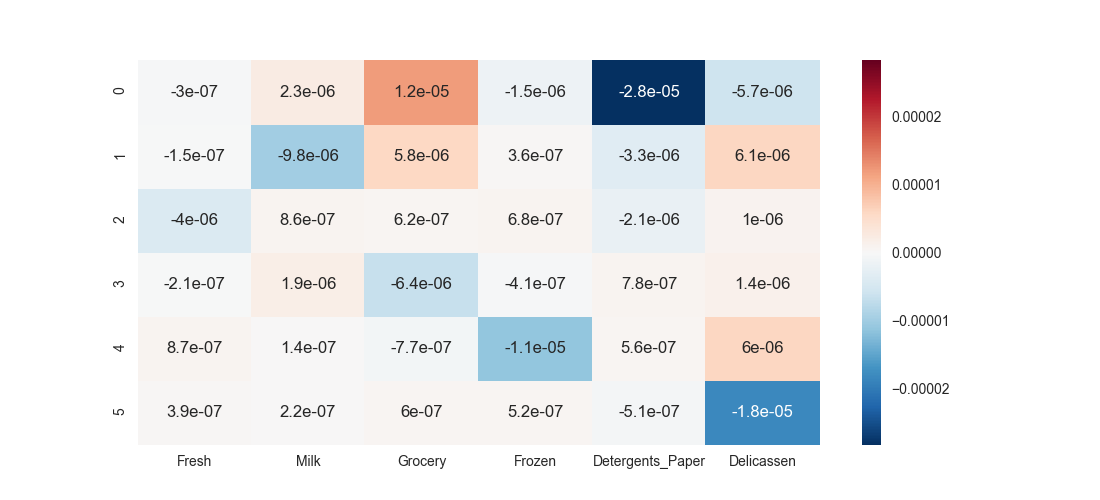 0 -3e-07 2.3e-06 1.2e-05 -1.5e-06 -2.8e-05 -5.7e-06
1 -1.5e-07 -9.8e-06 5.8e-06 3.6e-07 -3.3e-06 6.1e-06
2 -4e-06 8.6e-07 6.2e-07 6.8e-07 -2.1e-06 1e-06
3 -2.1e-07 1.9e-06 -6.4e-06 -4.1e-07 7.8e-07 1.4e-06
4 8.7e-07 1.4e-07 -7.7e-07 -1.1e-05 5.6e-07 6e-06
5 3.9e-07 2.2e-07 6e-07 5.2e-07 -5.1e-07 -1.8e-05
Fresh Milk Grocery Frozen Detergents_Paper Delicassen
0.00002
0.00001
0.00000
−0.00001
−0.00002